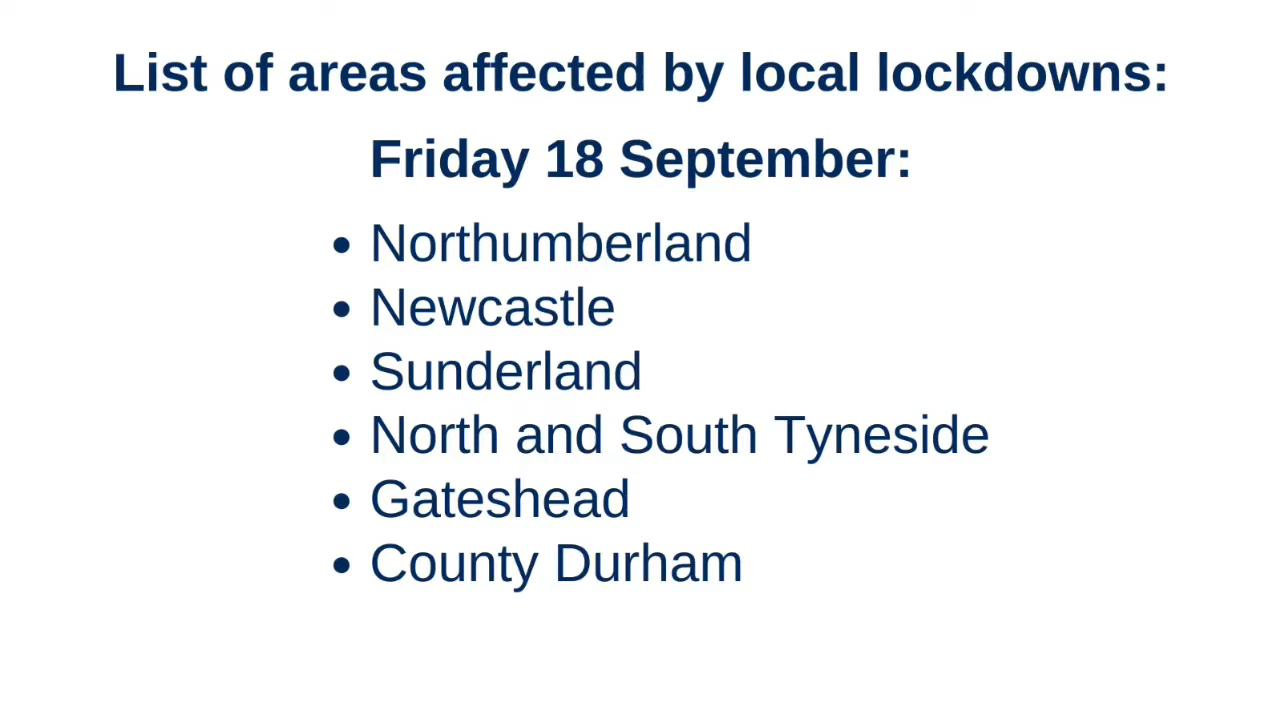 List of areas affected by local lockdowns:
Friday 18 September:
• Northumberland
• Newcastle
• Sunderland
• North and South Tyneside
• Gateshead
• County Durham